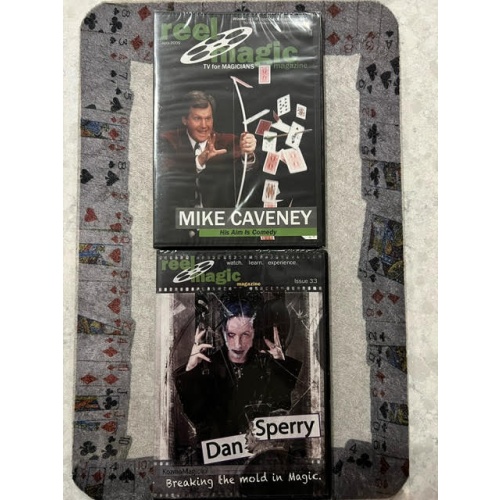 reel
magic
TV for MAGICIANS
magazine
MIKE CAVENEY
His Aim Is Comedy
reel
magic
magazine
watch. learn. experience.
Issue 33
Dan Sperry
Breaking the mold in Magic.